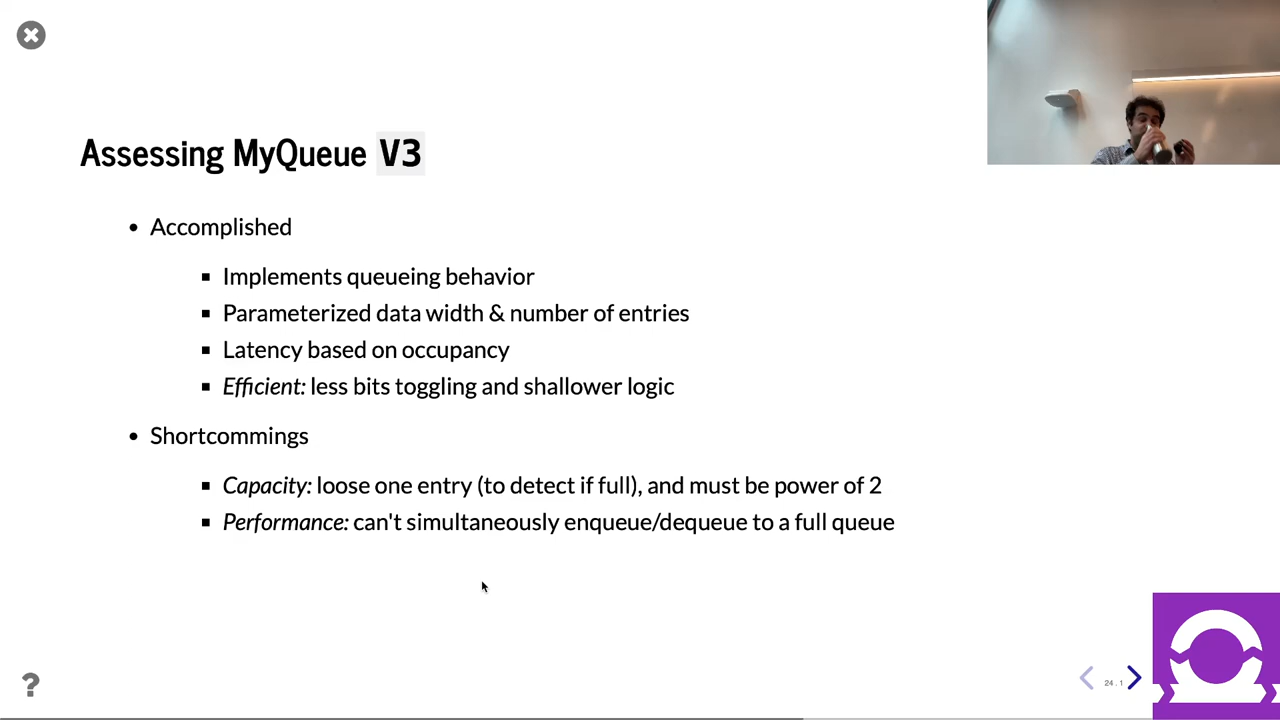 Assessing MyQueue V3
Accomplished
Implements queueing behavior
Parameterized data width & number of entries
Latency based on occupancy
Efficient: less bits toggling and shallower logic
Shortcommings
Capacity: loose one entry (to detect if full), and must be power of 2
Performance: can't simultaneously enqueue/dequeue to a full queue
?
24 . 1